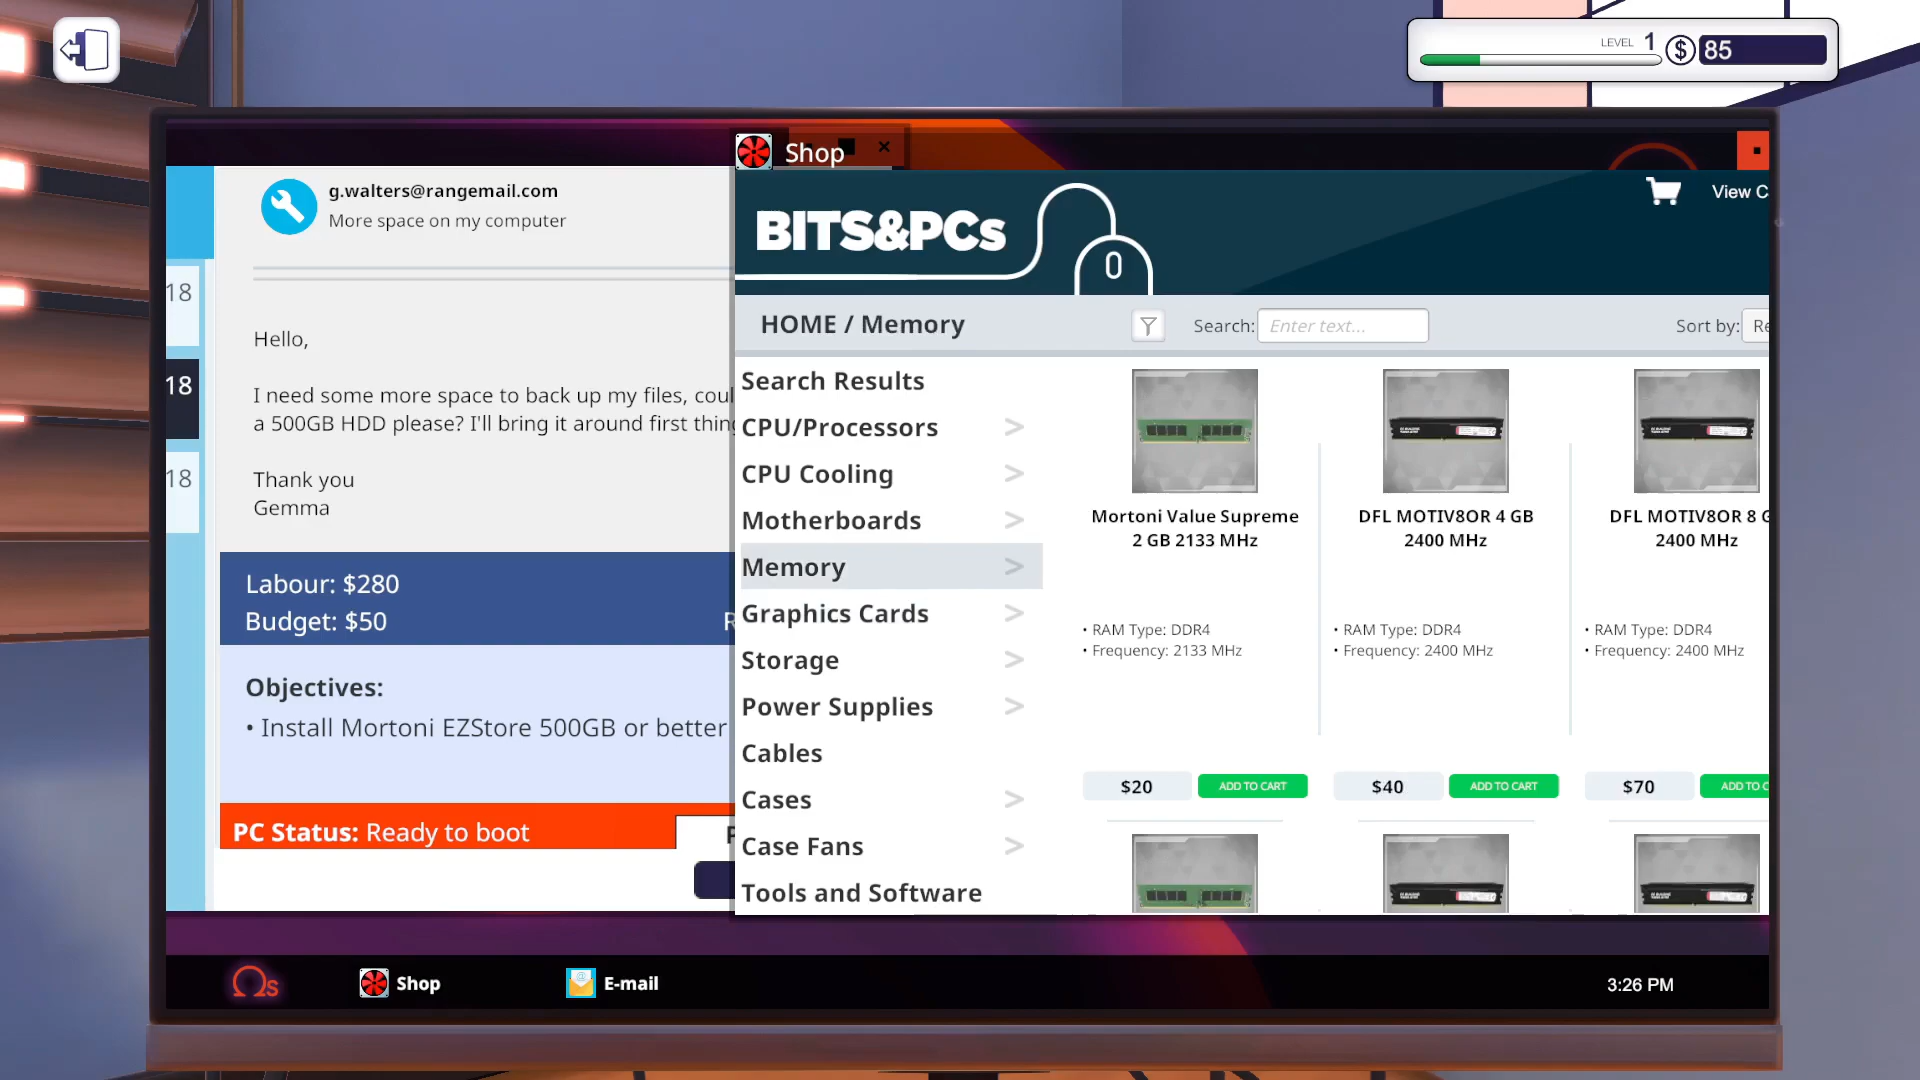 LEVEL 1
$ 85
Shop
g.walters@rangemail.com
More space on my computer
BITS&PCs
View C
18
18
18
HOME / Memory
Search:
Enter text...
Sort by:
Re
Hello,
I need some more space to back up my files, coul
a 500GB HDD please? I'll bring it around first thing
Thank you
Gemma
Labour: $280
Budget: $50
R
Objectives:
• Install Mortoni EZStore 500GB or better
PC Status: Ready to boot
Search Results
CPU/Processors >
CPU Cooling >
Motherboards >
Memory >
Graphics Cards >
Storage >
Power Supplies >
Cables
Cases >
Case Fans >
Tools and Software
Mortoni Value Supreme
2 GB 2133 MHz
• RAM Type: DDR4
• Frequency: 2133 MHz
$20
ADD TO CART
DFL MOTIV8OR 4 GB
2400 MHz
• RAM Type: DDR4
• Frequency: 2400 MHz
$40
ADD TO CART
DFL MOTIV8OR 8 G
2400 MHz
• RAM Type: DDR4
• Frequency: 2400 MHz
$70
ADD TO C
Ωs
Shop
E-mail
3:26 PM